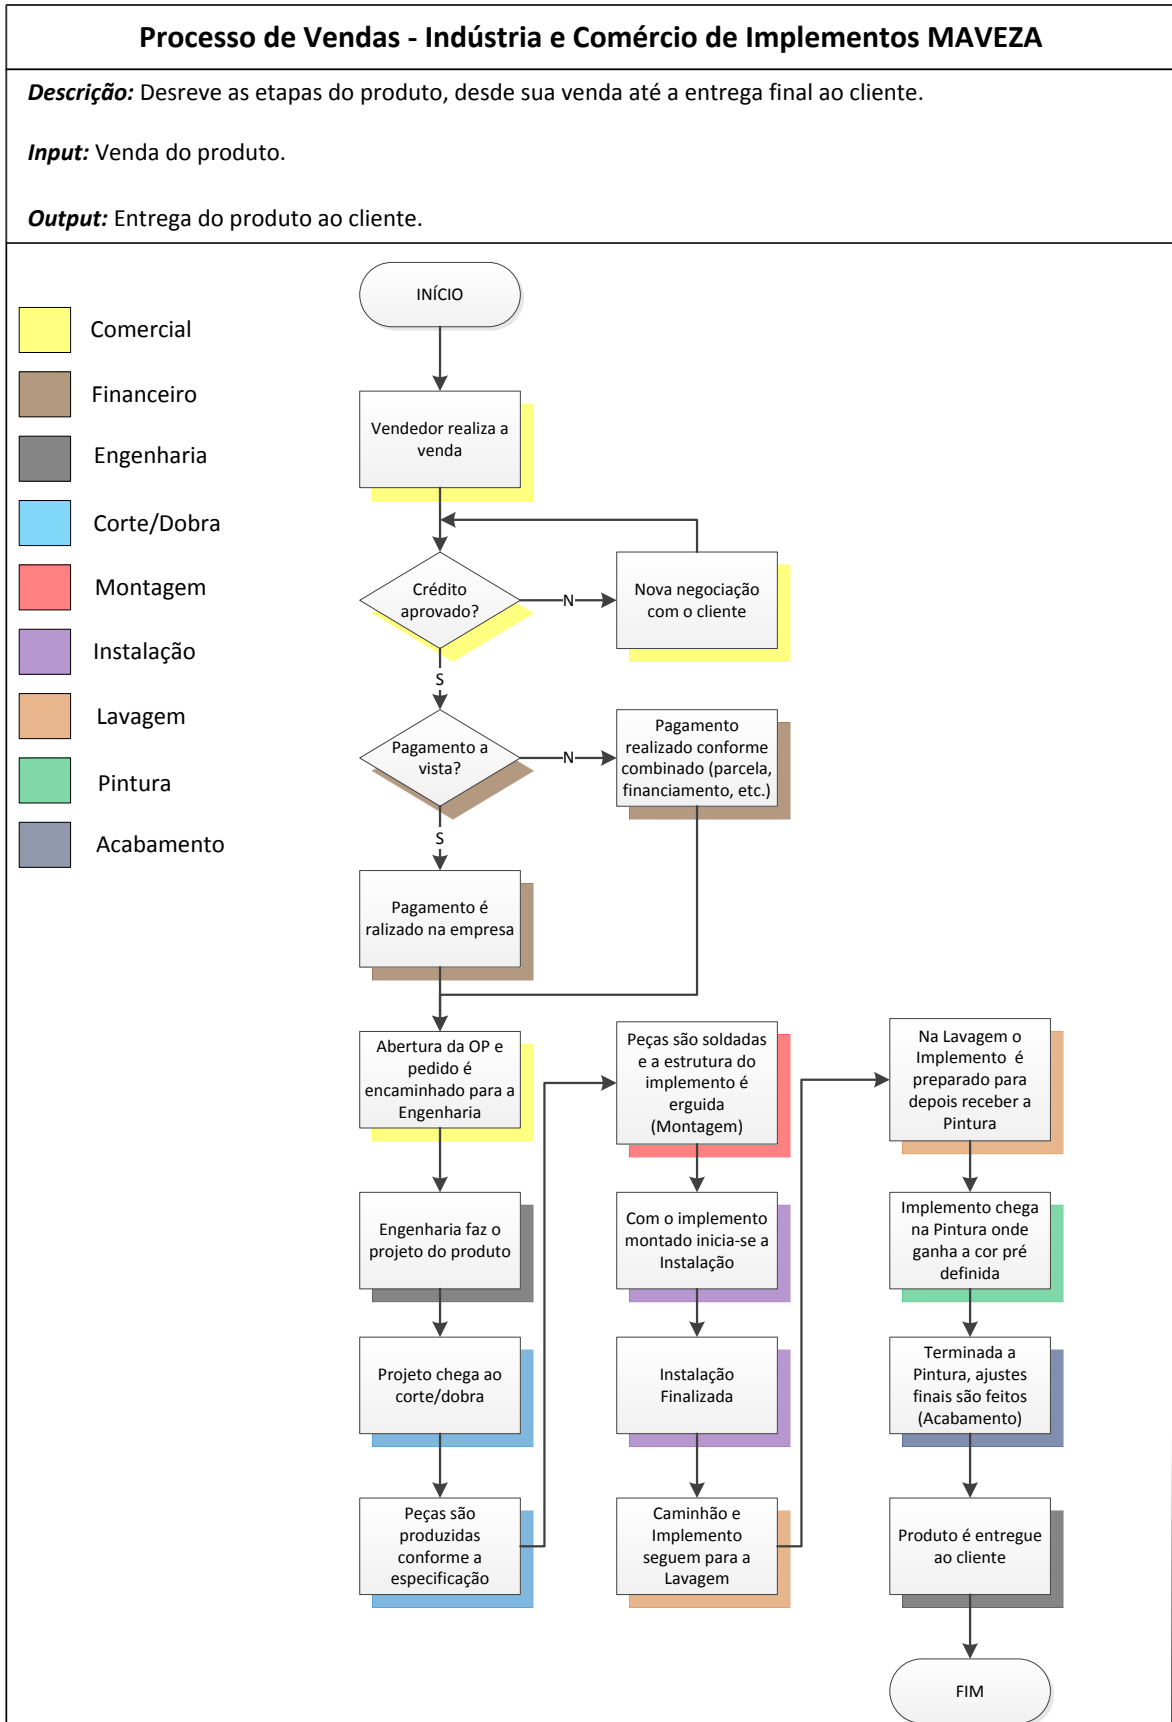 Processo de Vendas - Indústria e Comércio de Implementos MAVEZA
Descrição: Desreve as etapas do produto, desde sua venda até a entrega final ao cliente.
Input: Venda do produto.
Output: Entrega do produto ao cliente.
Comercial
Financeiro
Engenharia
Corte/Dobra
Montagem
Instalação
Lavagem
Pintura
Acabamento
INÍCIO
Vendedor realiza a
venda
Crédito
aprovado?
N
Nova negociação
com o cliente
S
Pagamento a
vista?
N
Pagamento
realizado conforme
combinado (parcela,
financiamento, etc.)
S
Pagamento é
ralizado na empresa
Abertura da OP e
pedido é
encaminhado para a
Engenharia
Engenharia faz o
projeto do produto
Projeto chega ao
corte/dobra
Peças são
produzidas
conforme a
especificação
Peças são soldadas
e a estrutura do
implemento é
erguida
(Montagem)
Com o implemento
montado inicia-se a
Instalação
Instalação
Finalizada
Caminhão e
Implemento
seguem para a
Lavagem
Na Lavagem o
Implemento é
preparado para
depois receber a
Pintura
Implemento chega
na Pintura onde
ganha a cor pré
definida
Terminada a
Pintura, ajustes
finais são feitos
(Acabamento)
Produto é entregue
ao cliente
FIM